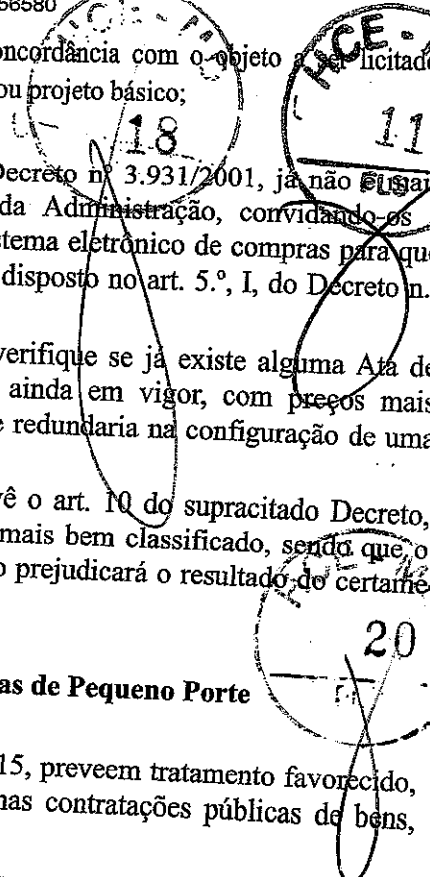 56580
oncordância com o objeto a ser licitado
ou projeto básico;
18
HCE
11
FLS
Decreto nº 3.931/2001, já não
da Administração, convidando-os
stema eletrônico de compras para que
disposto no art. 5.º, I, do Decreto n.
verifique se já existe alguma Ata de
ainda em vigor, com preços mais
e redundaria na configuração de uma
vê o art. 10 do supracitado Decreto,
mais bem classificado, sendo que o
o prejudicará o resultado do certame
20
as de Pequeno Porte
15, preveem tratamento favorecido,
nas contratações públicas de bens,